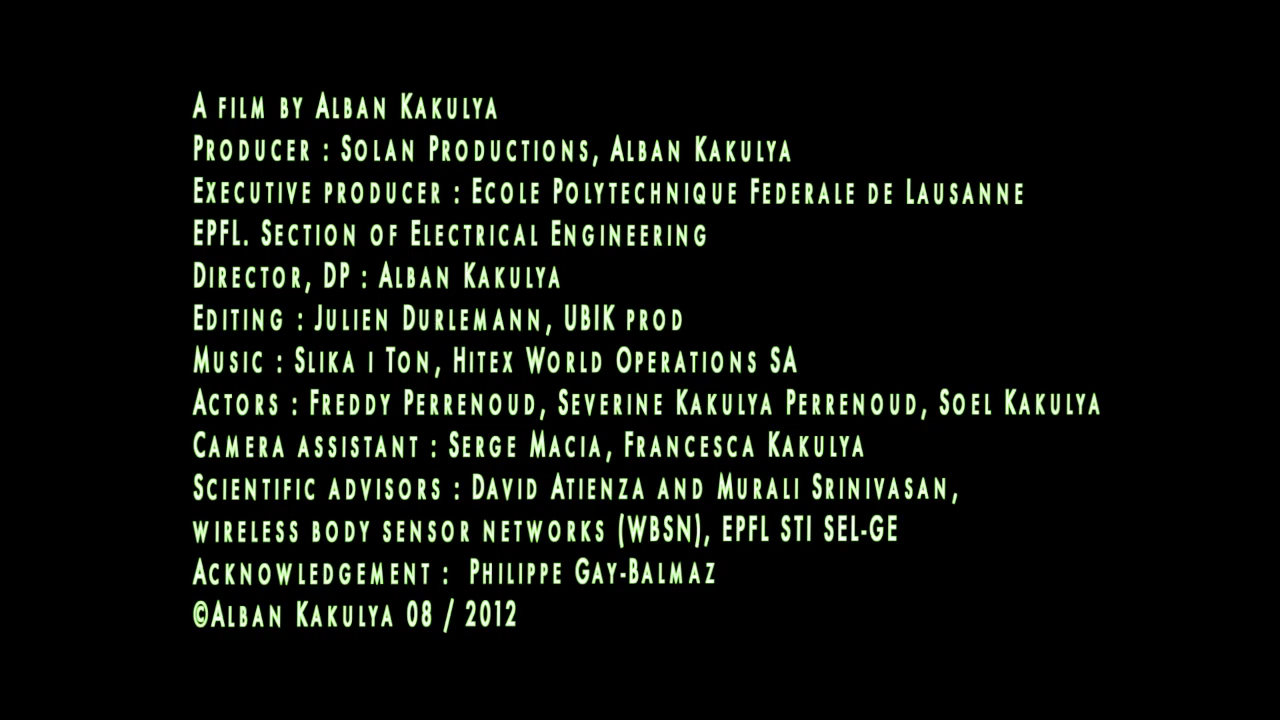 A film by Alban Kakulya
Producer : Solan Productions, Alban Kakulya
Executive producer : Ecole Polytechnique Federale de Lausanne
EPFL. Section of Electrical Engineering
Director, DP : Alban Kakulya
Editing : Julien Durlemann, UBIK prod
Music : Slika i Ton, Hitex World Operations SA
Actors : Freddy Perrenoud, Severine Kakulya Perrenoud, Soel Kakulya
Camera assistant : Serge Macia, Francesca Kakulya
Scientific advisors : David Atienza and Murali Srinivasan,
wireless body sensor networks (WBSN), EPFL STI SEL-GE
Acknowledgement :  Philippe Gay-Balmaz
©Alban Kakulya 08 / 2012